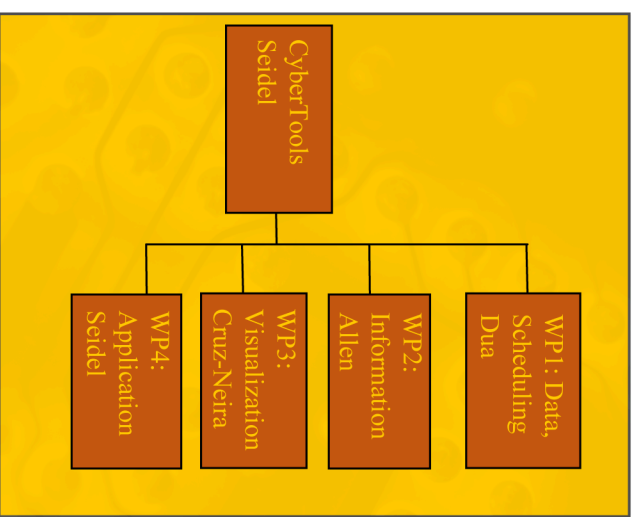 CyberTools
Seidel
WP1: Data,
Scheduling
Dua
WP2:
Information
Allen
WP3:
Visualization
Cruz-Neira
WP4:
Application
Seidel